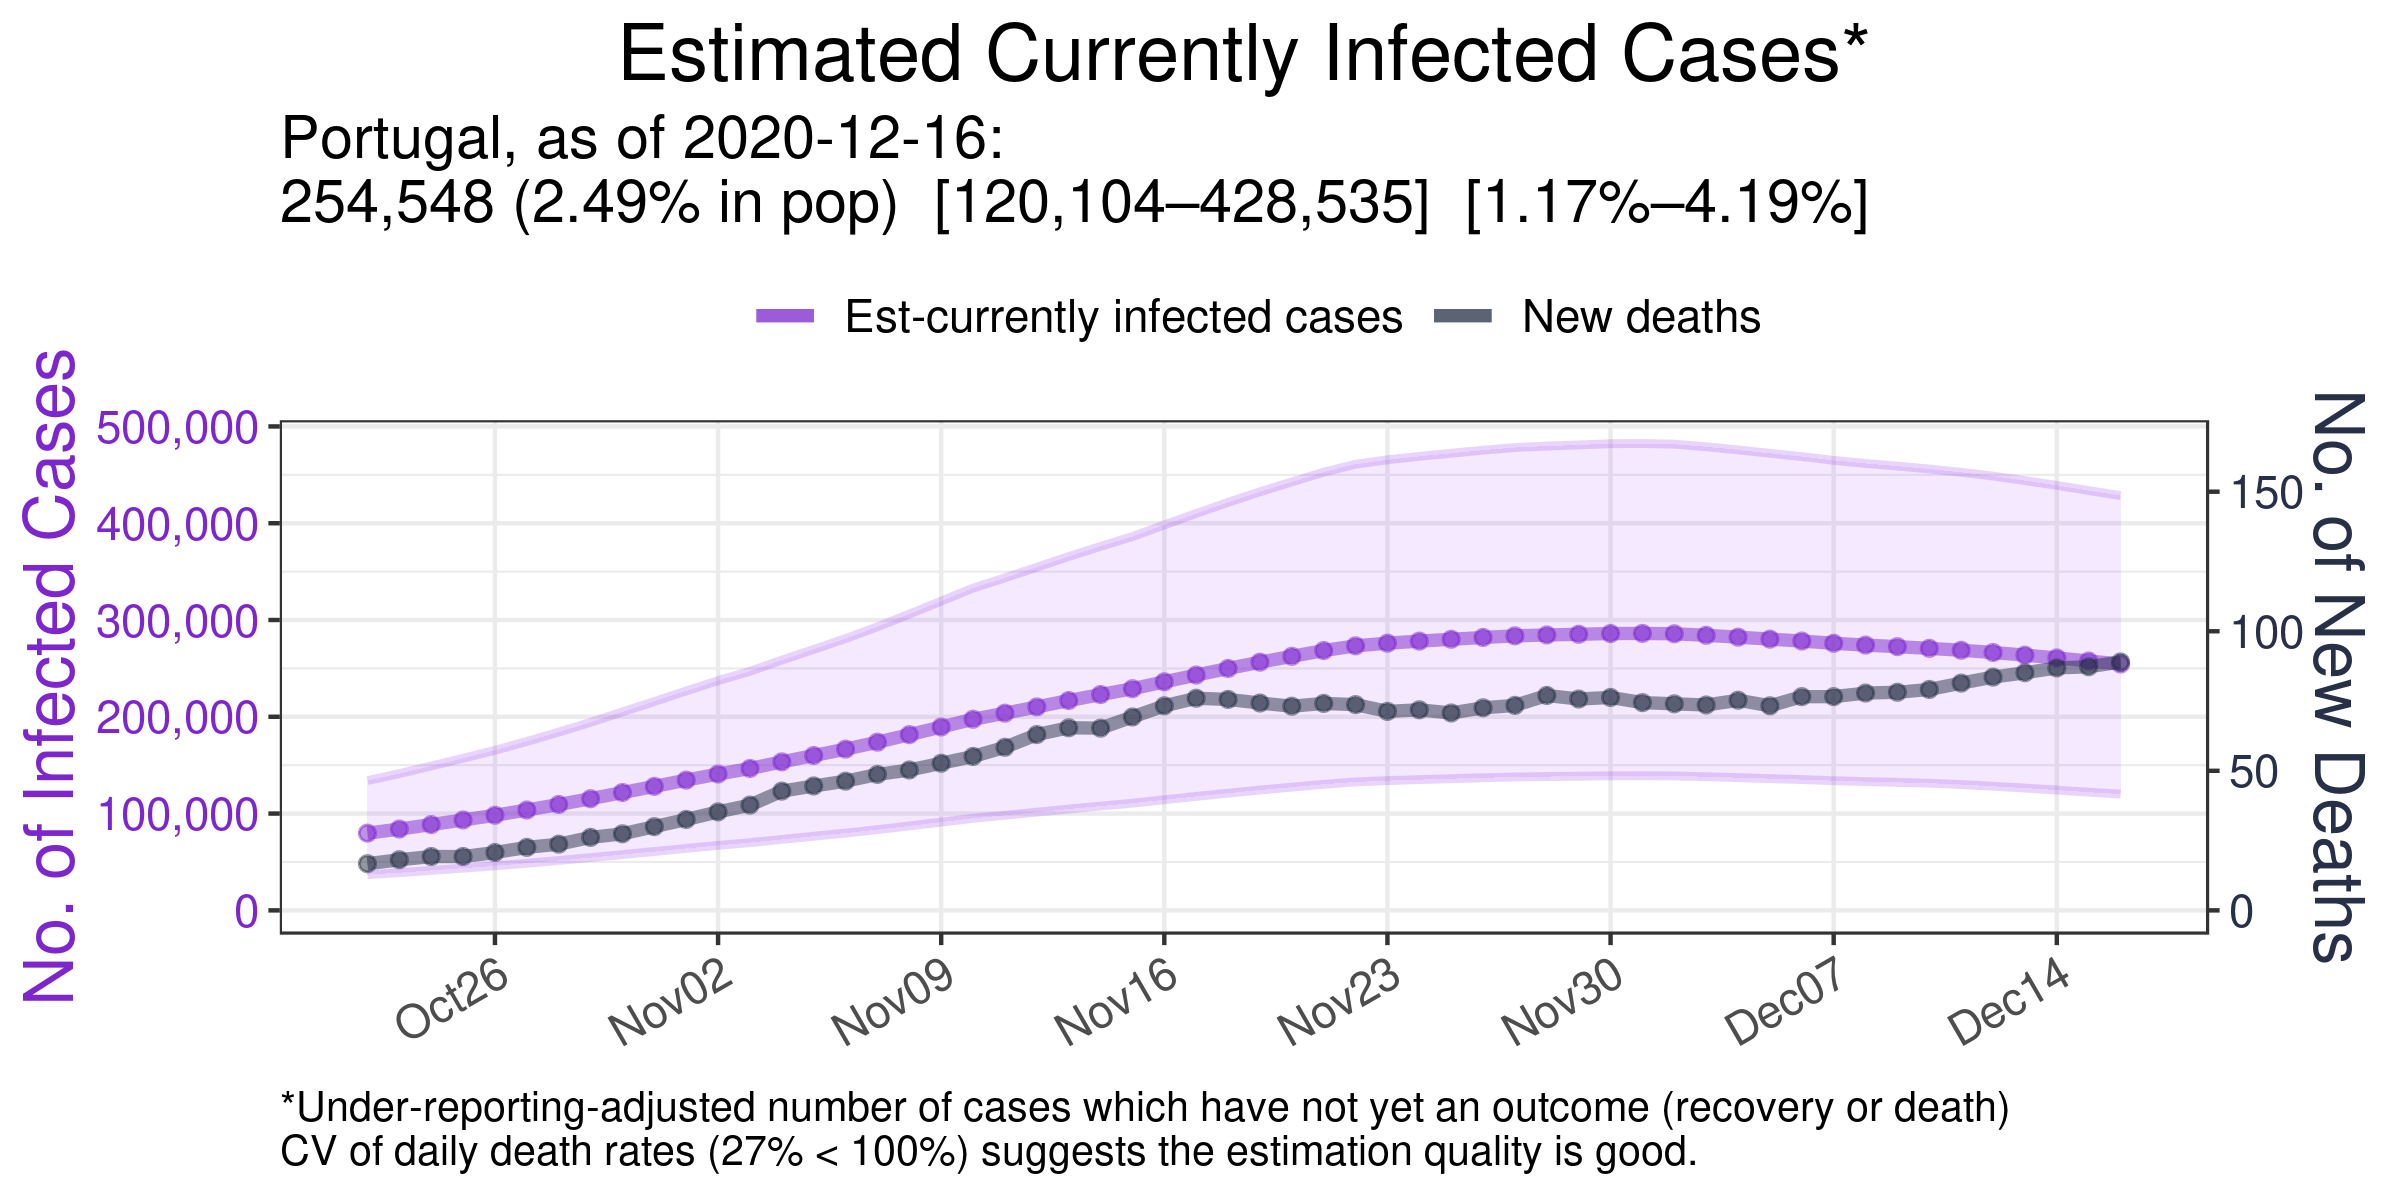 Estimated Currently Infected Cases*
Portugal, as of 2020-12-16:
254,548 (2.49% in pop)  [120,104–428,535]  [1.17%–4.19%]
Est-currently infected cases
New deaths
No. of Infected Cases
500,000
400,000
300,000
200,000
100,000
0
150
100
50
0
No. of New Deaths
Oct26
Nov02
Nov09
Nov16
Nov23
Nov30
Dec07
Dec14
*Under-reporting-adjusted number of cases which have not yet an outcome (recovery or death)
CV of daily death rates (27% < 100%) suggests the estimation quality is good.